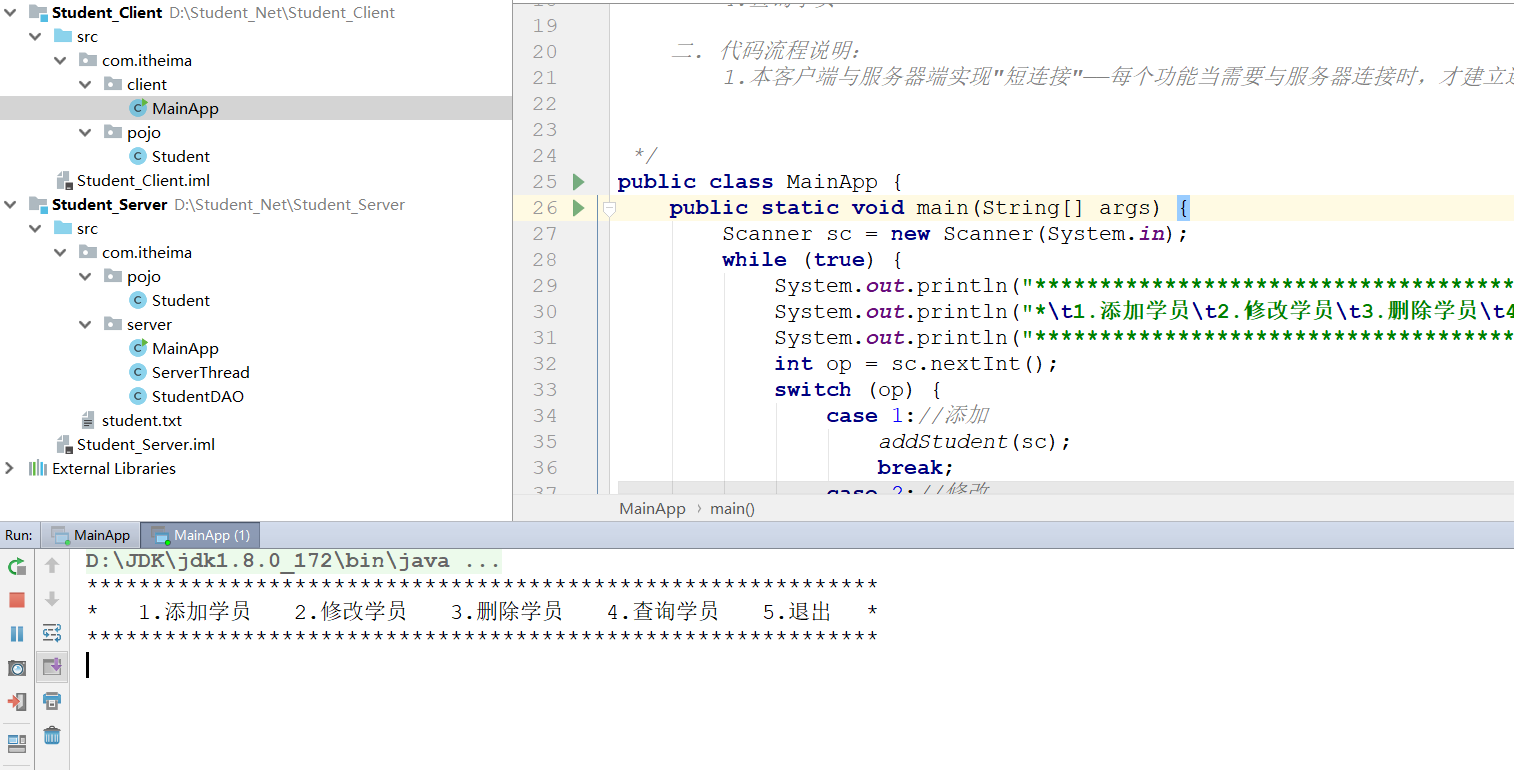 Student_Client D:\Student_Net\Student_Client
src
com.itheima
client
MainApp
pojo
Student
Student_Client.iml
Student_Server D:\Student_Net\Student_Server
src
com.itheima
pojo
Student
server
MainApp
ServerThread
StudentDAO
student.txt
Student_Server.iml
External Libraries
19
20 二. 代码流程说明:
21 1.本客户端与服务器端实现"短连接"——每个功能当需要与服务器连接时，才建立
22
23
24 */
25 public class MainApp {
26 public static void main(String[] args) {
27 Scanner sc = new Scanner(System.in);
28 while (true) {
29 System.out.println("*************************************
30 System.out.println("*\t1.添加学员\t2.修改学员\t3.删除学员\t4
31 System.out.println("*************************************
32 int op = sc.nextInt();
33 switch (op) {
34 case 1://添加
35 addStudent(sc);
36 break;
37 case 2://修改
MainApp › main()
Run: MainApp MainApp (1)
D:\JDK\jdk1.8.0_172\bin\java ...
*************************************************************
* 1.添加学员 2.修改学员 3.删除学员 4.查询学员 5.退出 *
*************************************************************